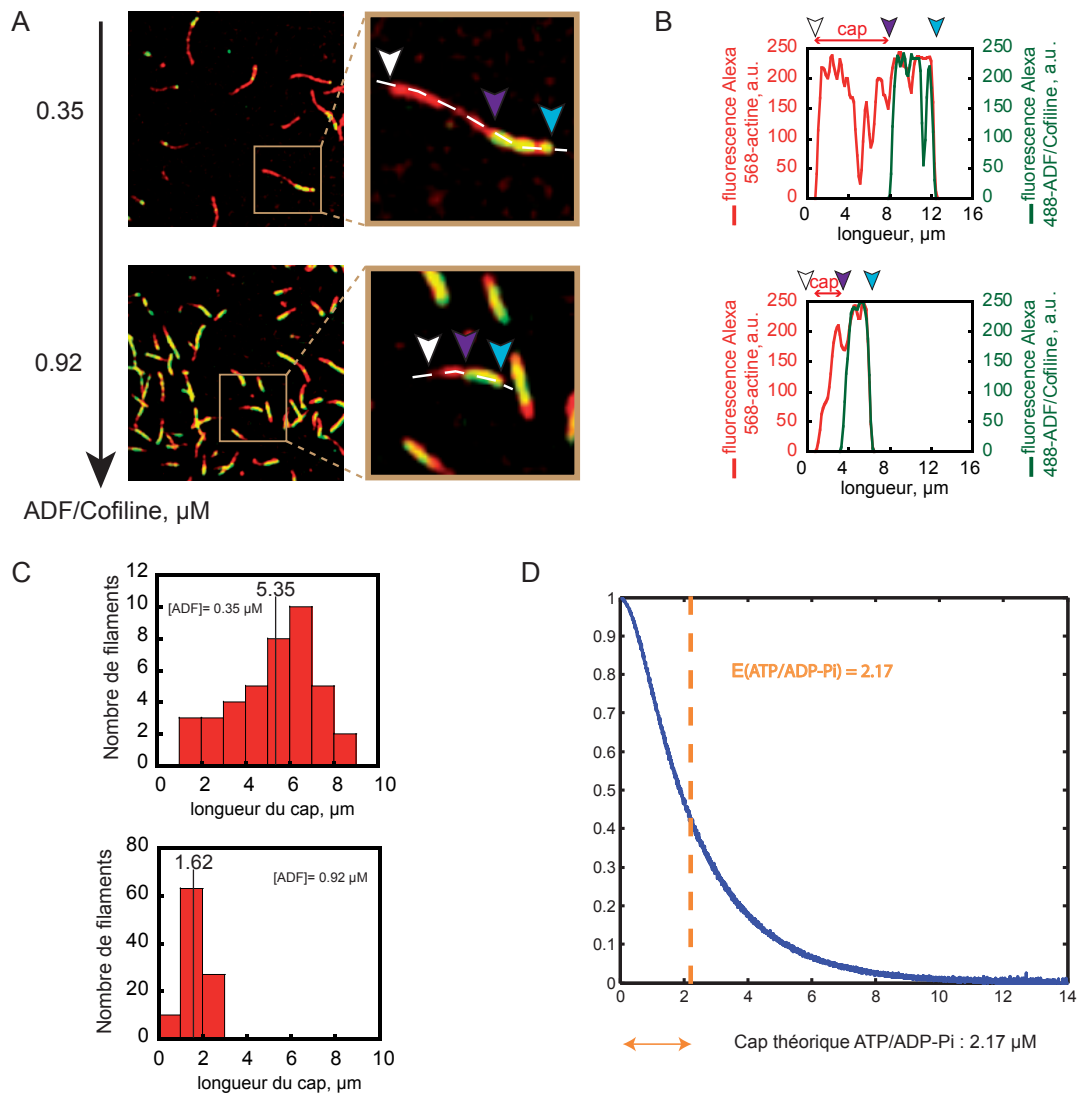 A
0.35
0.92
ADF/Cofiline, µM
B
cap
250
200
150
100
50
0
fluorescence Alexa
568-actine, a.u.
250
200
150
100
50
0
fluorescence Alexa
488-ADF/Cofiline, a.u.
0 4 8 12 16
longueur, µm
cap
250
200
150
100
50
0
fluorescence Alexa
568-actine, a.u.
250
200
150
100
50
0
fluorescence Alexa
488-ADF/Cofiline, a.u.
0 4 8 12 16
longueur, µm
C
5.35
[ADF]= 0.35 µM
12
10
8
6
4
2
0
Nombre de filaments
0 2 4 6 8 10
longueur du cap, µm
1.62
[ADF]= 0.92 µM
80
60
40
20
0
Nombre de filaments
0 2 4 6 8 10
longueur du cap, µm
D
1
0.9
0.8
0.7
0.6
0.5
0.4
0.3
0.2
0.1
0
E(ATP/ADP-Pi) = 2.17
0 2 4 6 8 10 12 14
Cap théorique ATP/ADP-Pi : 2.17 µM